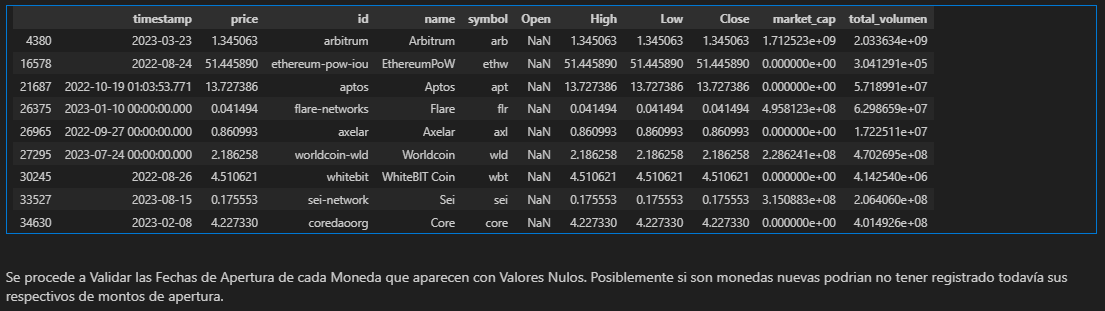 timestamp price id name symbol Open High Low Close market_cap total_volumen
4380 2023-03-23 1.345063 arbitrum Arbitrum arb NaN 1.345063 1.345063 1.345063 1.712523e+09 2.033634e+09
16578 2022-08-24 51.445890 ethereum-pow-iou EthereumPoW ethw NaN 51.445890 51.445890 51.445890 0.000000e+00 3.041291e+05
21687 2022-10-19 01:03:53.771 13.727386 aptos Aptos apt NaN 13.727386 13.727386 13.727386 0.000000e+00 5.718991e+07
26375 2023-01-10 00:00:00.000 0.041494 flare-networks Flare flr NaN 0.041494 0.041494 0.041494 4.958123e+08 6.298659e+07
26965 2022-09-27 00:00:00.000 0.860993 axelar Axelar axl NaN 0.860993 0.860993 0.860993 0.000000e+00 1.722511e+07
27295 2023-07-24 00:00:00.000 2.186258 worldcoin-wld Worldcoin wld NaN 2.186258 2.186258 2.186258 2.286241e+08 4.702695e+08
30245 2022-08-26 4.510621 whitebit WhiteBIT Coin wbt NaN 4.510621 4.510621 4.510621 0.000000e+00 4.142540e+06
33527 2023-08-15 0.175553 sei-network Sei sei NaN 0.175553 0.175553 0.175553 3.150883e+08 2.064060e+08
34630 2023-02-08 4.227330 coredaoorg Core core NaN 4.227330 4.227330 4.227330 0.000000e+00 4.014926e+08
Se procede a Validar las Fechas de Apertura de cada Moneda que aparecen con Valores Nulos. Posiblemente si son monedas nuevas podrian no tener registrado todavía sus
respectivos de montos de apertura.